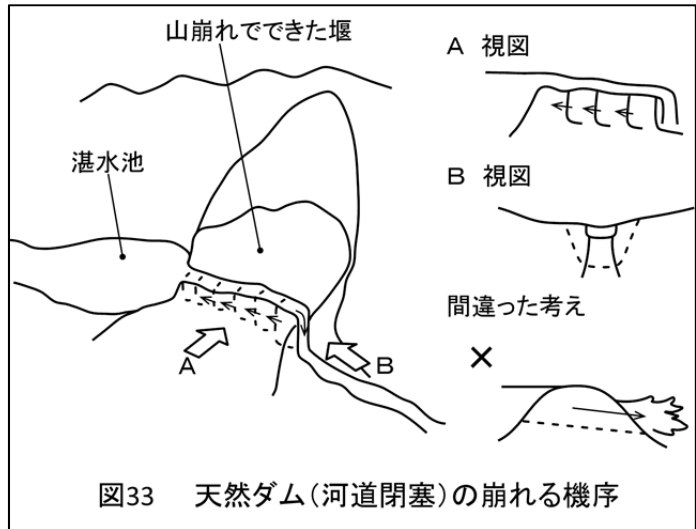 山崩れでできた堰
湛水池
A
B
A 視図
B 視図
間違った考え
×
図33 天然ダム(河道閉塞)の崩れる機序